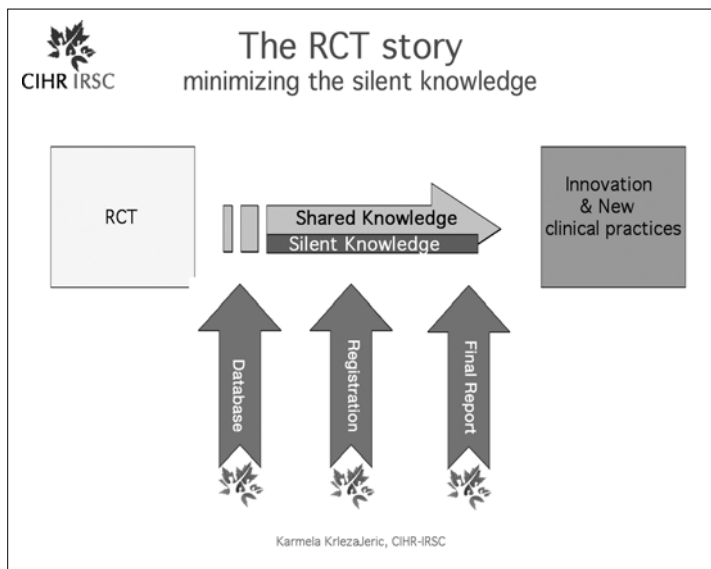 CIHR IRSC
The RCT story
minimizing the silent knowledge
RCT
Shared Knowledge
Silent Knowledge
Innovation
& New
clinical practices
Database
Registration
Final Report
Karmela KrlezaJeric, CIHR-IRSC